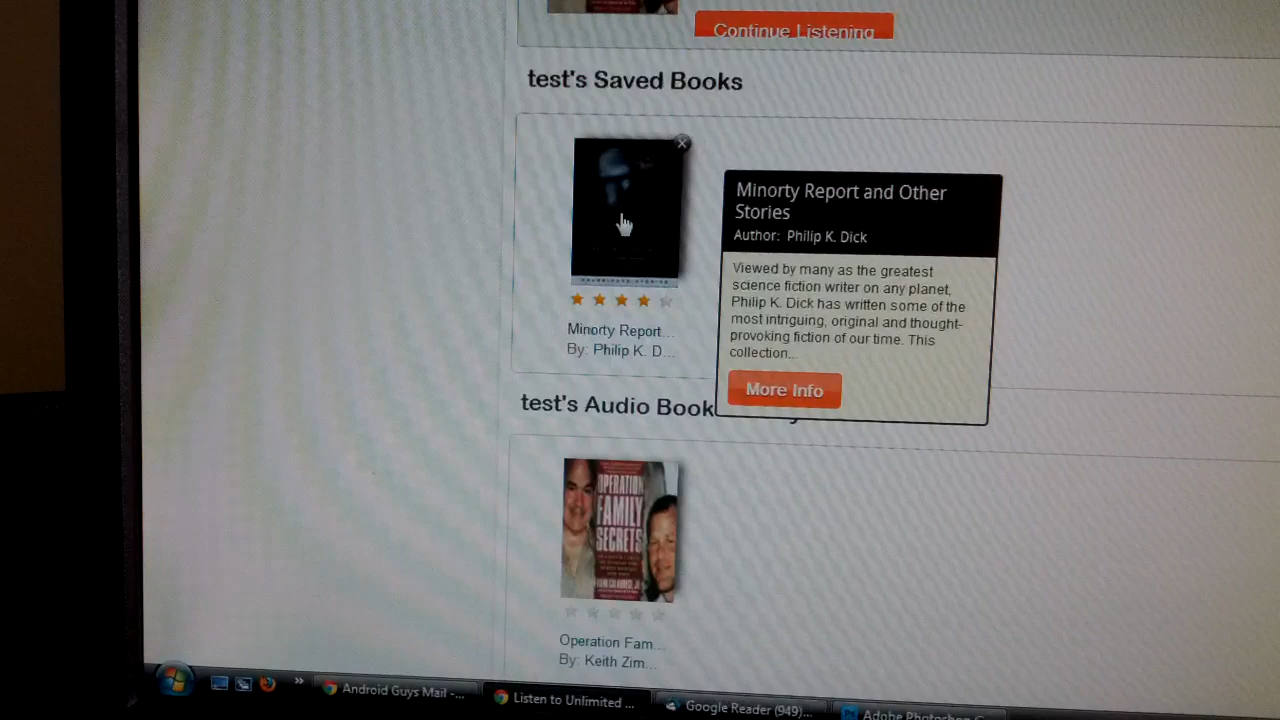 Continue Listening
test's Saved Books
Minorty Report and Other
Stories
Author: Philip K. Dick
Viewed by many as the greatest
science fiction writer on any planet,
Philip K. Dick has written some of the
most intriguing, original and thought-
provoking fiction of our time. This
collection...
More Info
Minorty Report...
By: Philip K. D...
test's Audio Book
OPERATION
FAMILY
SECRETS
Operation Fam...
By: Keith Zim...
Android Guys Mail -...
Listen to Unlimited ...
Google Reader (949)...
Adobe Photoshop